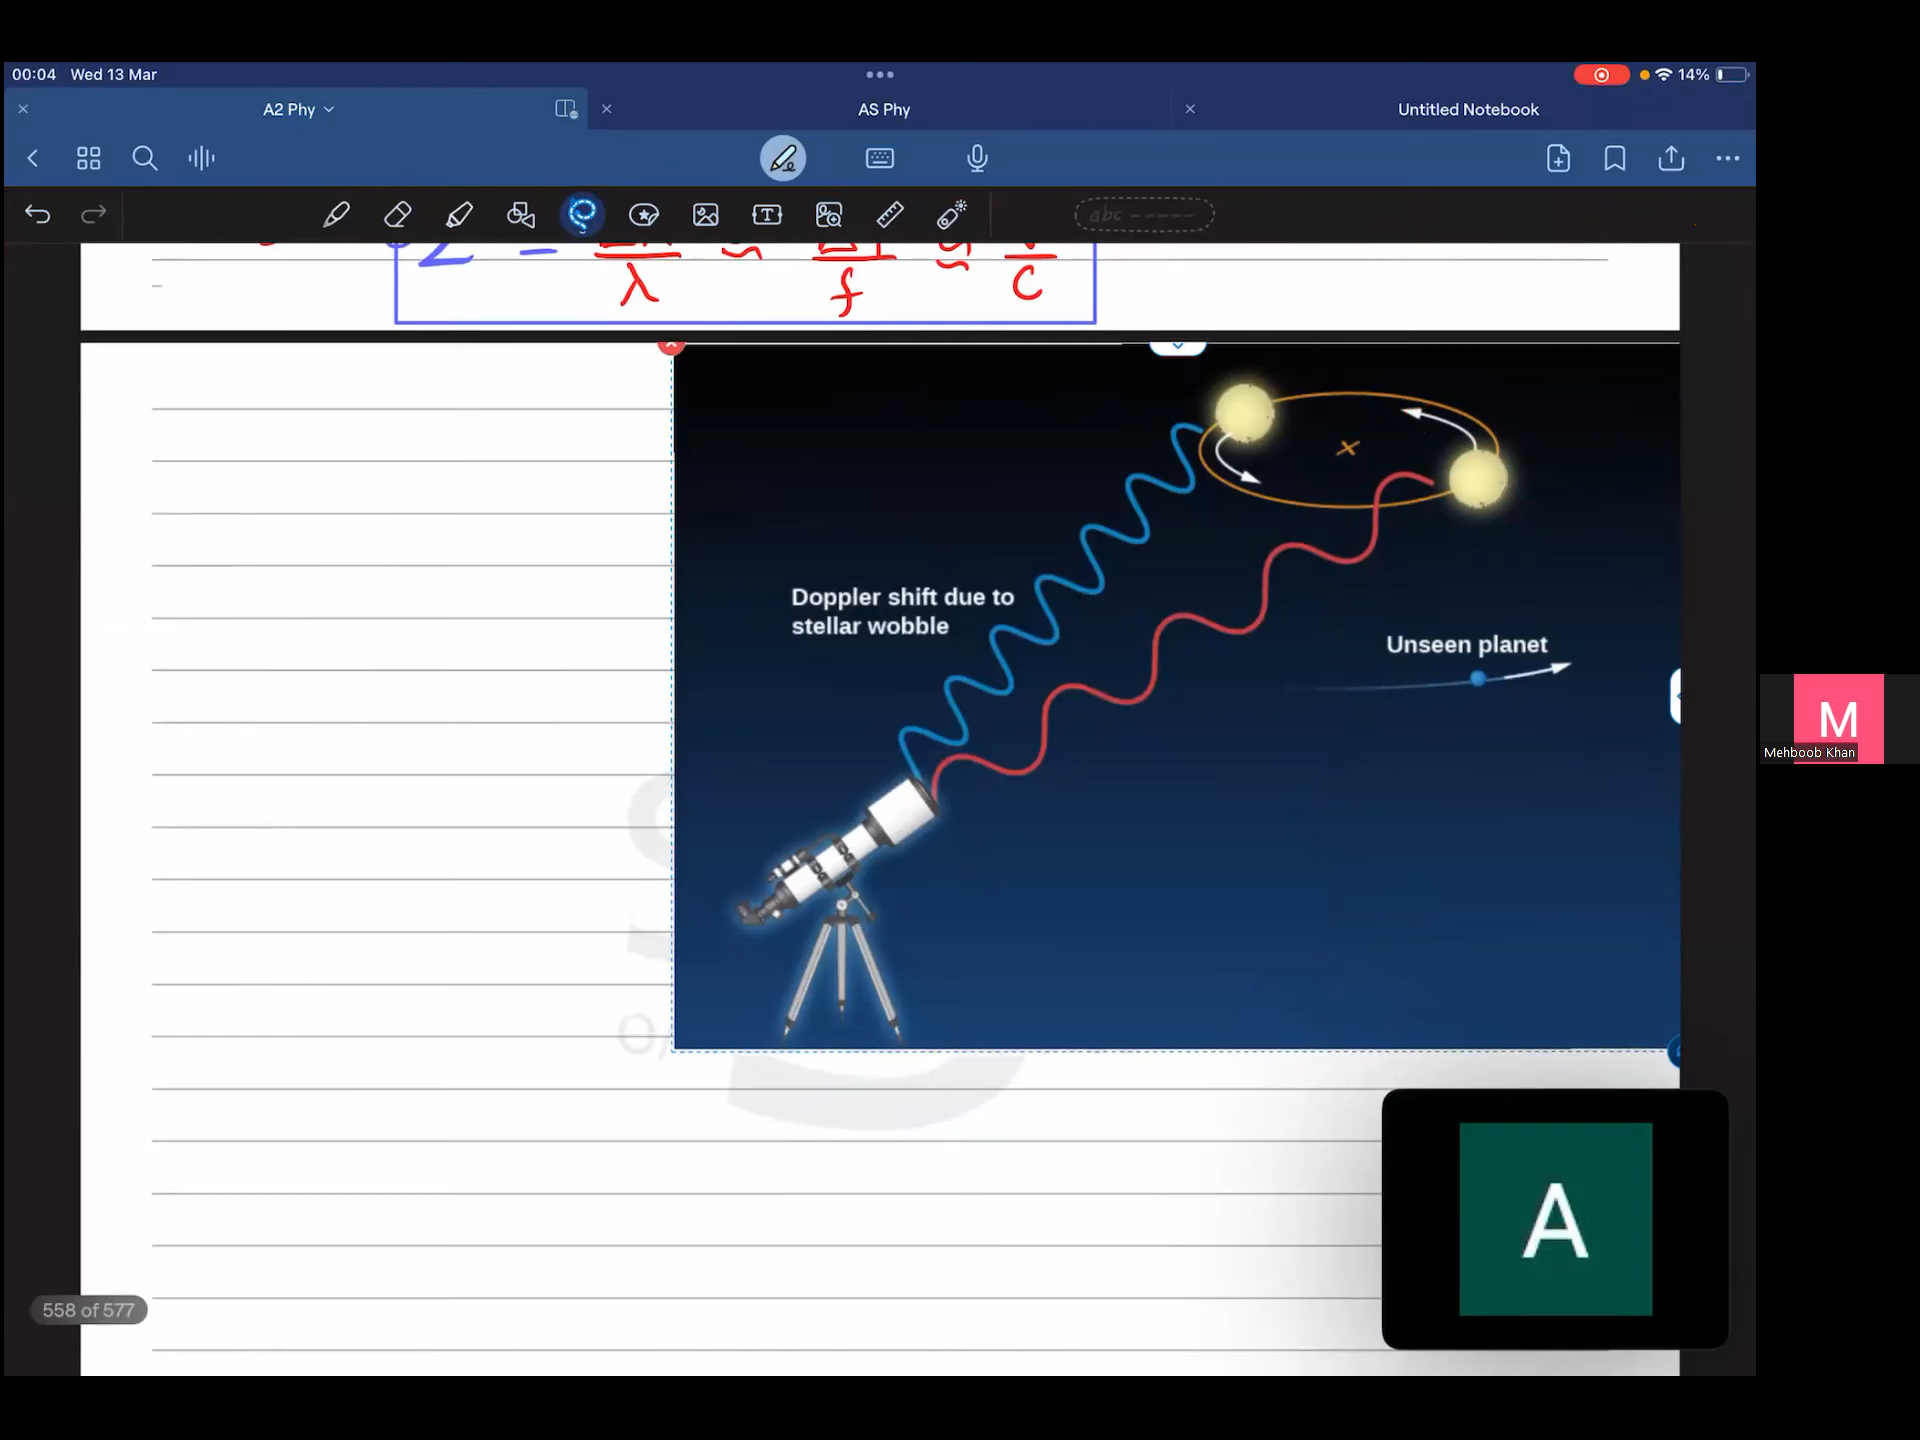 00:04 Wed 13 Mar
14%
A2 Phy
AS Phy
Untitled Notebook
abc
λ f c
Doppler shift due to
stellar wobble
Unseen planet
M
Mehboob Khan
A
558 of 577